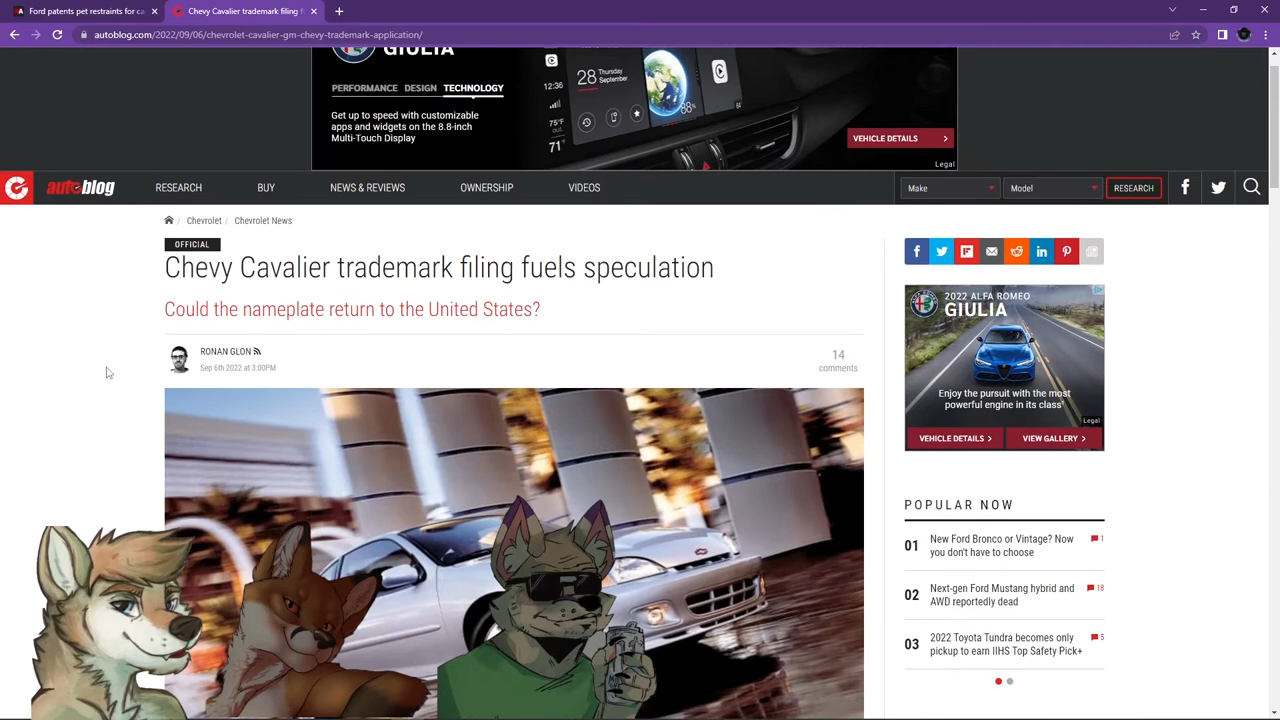 Ford patents pet restraints for ca
Chevy Cavalier trademark filing f
autoblog.com/2022/09/06/chevrolet-cavalier-gm-chevy-trademark-application/
GIULIA
PERFORMANCE DESIGN TECHNOLOGY
Get up to speed with customizable
apps and widgets on the 8.8-inch
Multi-Touch Display
12:36
75°F
out.
71°
28 Thursday
September
88%
64
VEHICLE DETAILS >
Legal
autoblog
RESEARCH
BUY
NEWS & REVIEWS
OWNERSHIP
VIDEOS
Make
Model
RESEARCH
Chevrolet / Chevrolet News
OFFICIAL
Chevy Cavalier trademark filing fuels speculation
Could the nameplate return to the United States?
RONAN GLON
Sep 6th 2022 at 3:00PM
14
comments
2022 ALFA ROMEO
GIULIA
Enjoy the pursuit with the most
powerful engine in its class
Legal
VEHICLE DETAILS >
VIEW GALLERY >
POPULAR NOW
01
New Ford Bronco or Vintage? Now
you don't have to choose
1
02
Next-gen Ford Mustang hybrid and
AWD reportedly dead
18
03
2022 Toyota Tundra becomes only
pickup to earn IIHS Top Safety Pick+
5